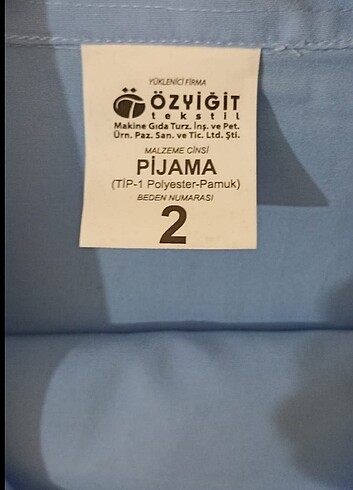 YÜKLENİCİ FİRMA
ÖZYİĞİT
tekstil
Makine Gıda Turz. İnş. ve Pet.
Ürn. Paz. San. ve Tic. Ltd. Şti.
MALZEME CİNSİ
PİJAMA
(TİP-1 Polyester-Pamuk)
BEDEN NUMARASI
2